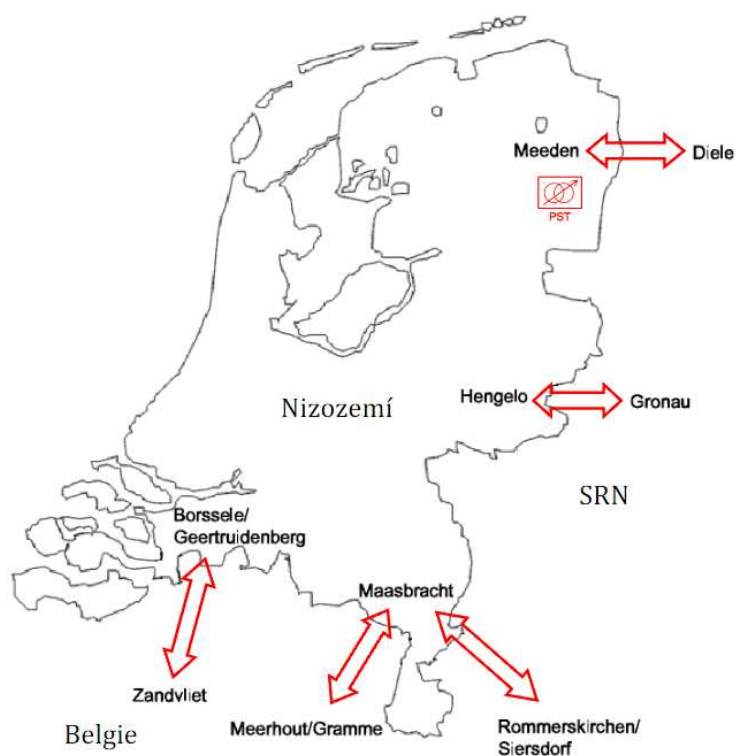 Meeden
Diele
PST
Nizozemí
Hengelo
Gronau
SRN
Borssele/
Geertruidenberg
Maasbracht
Zandvliet
Belgie
Meerhout/Gramme
Rommerskirchen/
Siersdorf